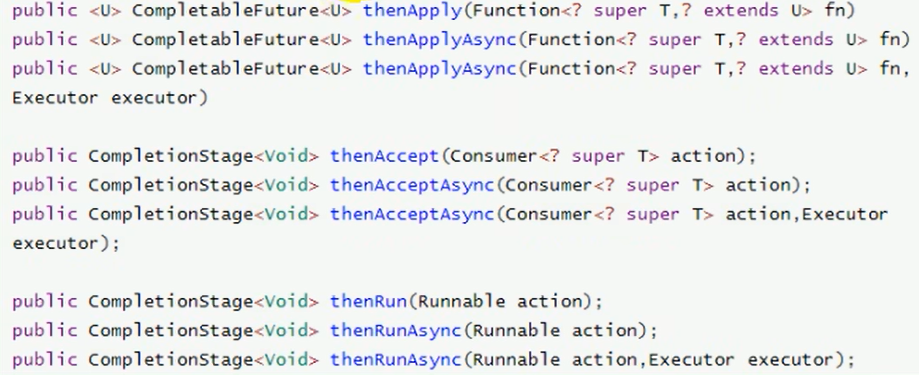 public <U> CompletableFuture<U> thenApply(Function<? super T,? extends U> fn)
public <U> CompletableFuture<U> thenApplyAsync(Function<? super T,? extends U> fn)
public <U> CompletableFuture<U> thenApplyAsync(Function<? super T,? extends U> fn,
Executor executor)
public CompletionStage<Void> thenAccept(Consumer<? super T> action);
public CompletionStage<Void> thenAcceptAsync(Consumer<? super T> action);
public CompletionStage<Void> thenAcceptAsync(Consumer<? super T> action,Executor
executor);
public CompletionStage<Void> thenRun(Runnable action);
public CompletionStage<Void> thenRunAsync(Runnable action);
public CompletionStage<Void> thenRunAsync(Runnable action,Executor executor);